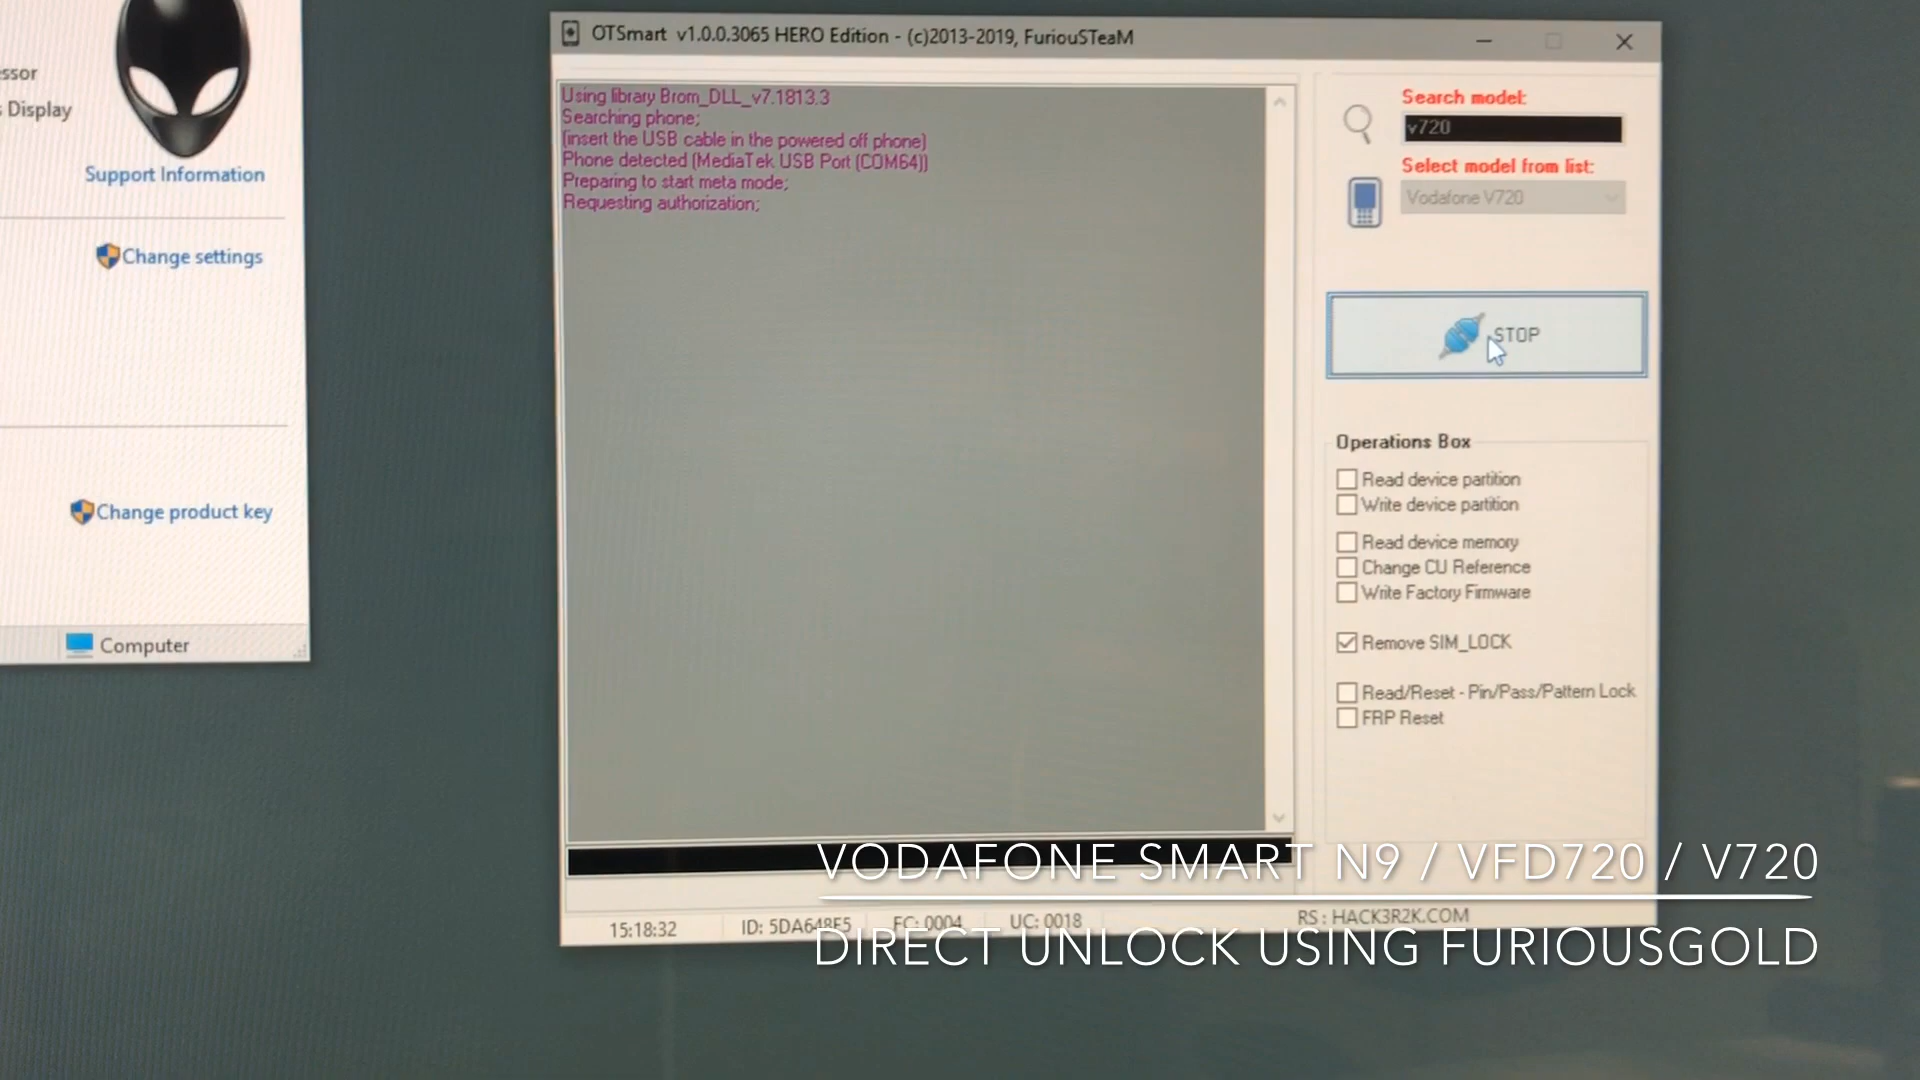 ssor
Display
Support Information
Change settings
Change product key
Computer
OTSmart v1.0.0.3065 HERO Edition - (c)2013-2019, FuriouSTeaM
Using library Brom_DLL_v7.1813.3
Searching phone;
(insert the USB cable in the powered off phone)
Phone detected (MediaTek USB Port (COM64))
Preparing to start meta mode;
Requesting authorization;
Search model:
v720
Select model from list:
Vodafone V720
STOP
Operations Box
Read device partition
Write device partition
Read device memory
Change CU Reference
Write Factory Firmware
Remove SIM_LOCK
Read/Reset - Pin/Pass/Pattern Lock
FRP Reset
15:18:32 ID: 5DA648E5 FC: 0004 UC: 0018 RS : HACK3R2K.COM
VODAFONE SMART N9 / VFD720 / V720
DIRECT UNLOCK USING FURIOUSGOLD